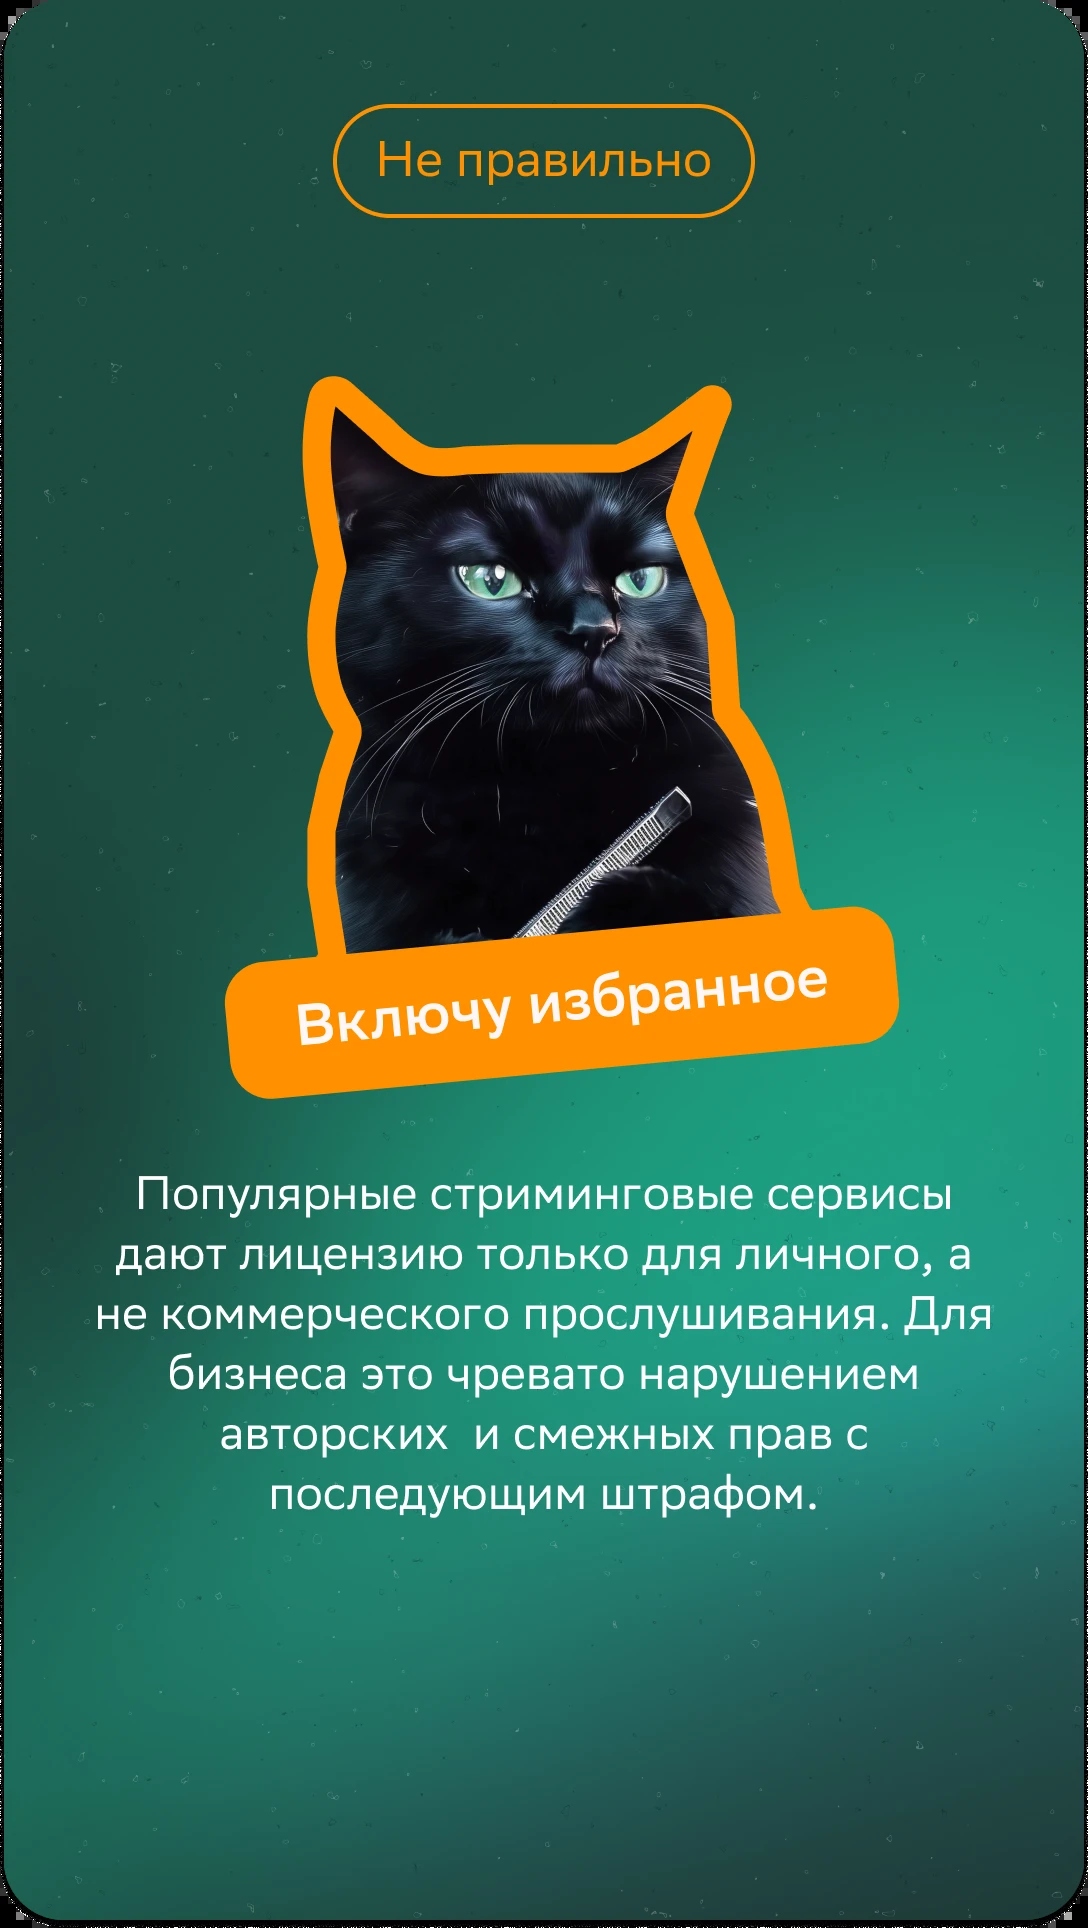 Не правильно
Включу избранное
Популярные стриминговые сервисы
дают лицензию только для личного, а
не коммерческого прослушивания. Для
бизнеса это чревато нарушением
авторских  и смежных прав с
последующим штрафом.